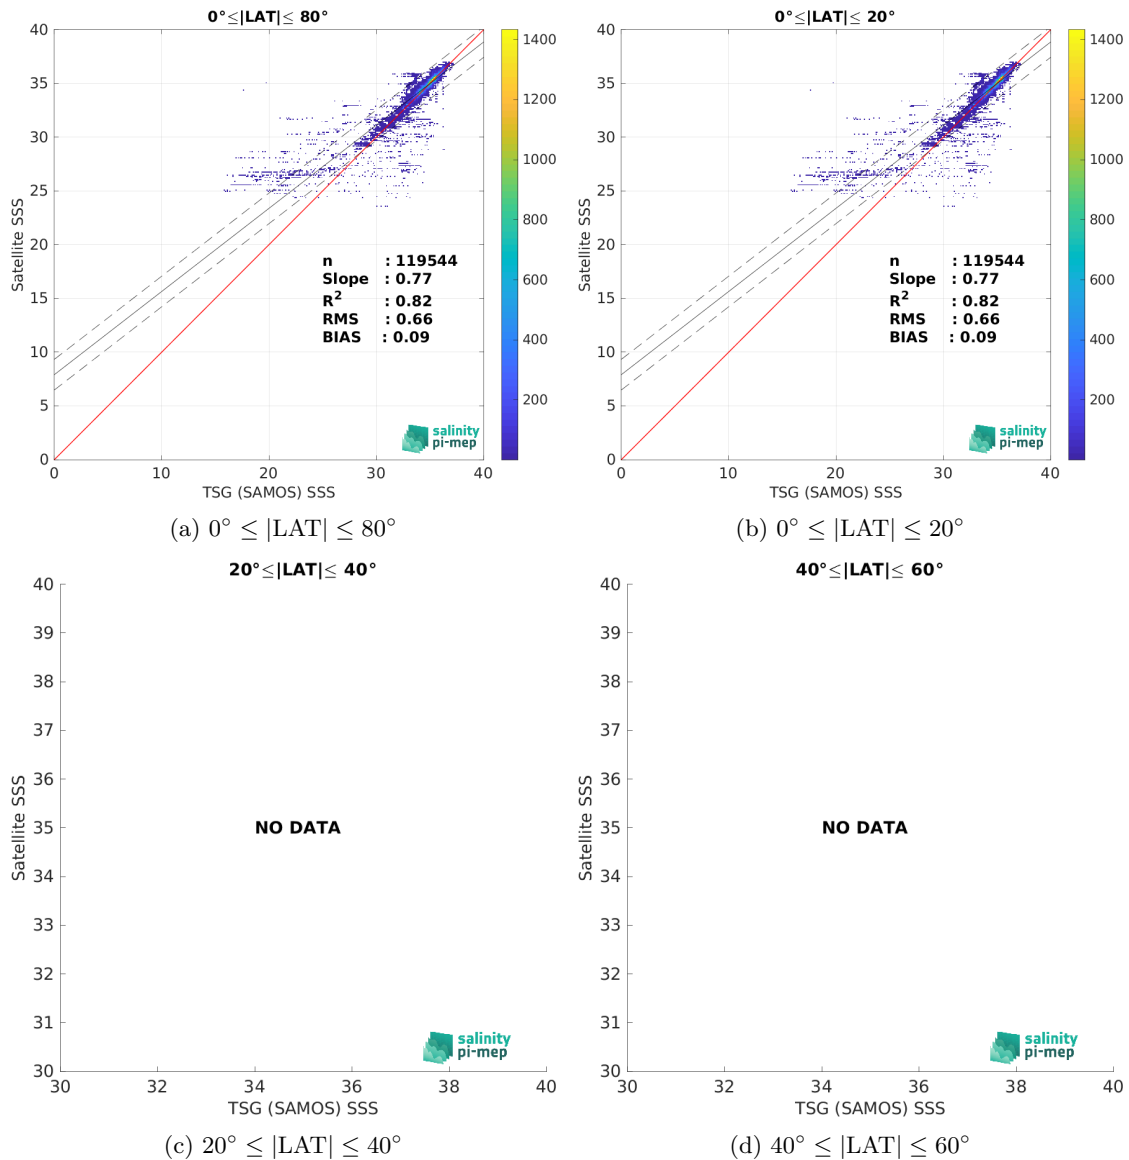 0°≤|LAT|≤ 80°
40
35
30
25
20
15
10
5
0
Satellite SSS
n : 119544
Slope : 0.77
R² : 0.82
RMS : 0.66
BIAS : 0.09
salinity
pi-mep
0 10 20 30 40
TSG (SAMOS) SSS
1400
1200
1000
800
600
400
200
(a) 0° ≤ |LAT| ≤ 80°
0°≤|LAT|≤ 20°
40
35
30
25
20
15
10
5
0
Satellite SSS
n : 119544
Slope : 0.77
R² : 0.82
RMS : 0.66
BIAS : 0.09
salinity
pi-mep
0 10 20 30 40
TSG (SAMOS) SSS
1400
1200
1000
800
600
400
200
(b) 0° ≤ |LAT| ≤ 20°
20°≤|LAT|≤ 40°
40
39
38
37
36
35
34
33
32
31
30
Satellite SSS
NO DATA
salinity
pi-mep
30 32 34 36 38 40
TSG (SAMOS) SSS
(c) 20° ≤ |LAT| ≤ 40°
40°≤|LAT|≤ 60°
40
39
38
37
36
35
34
33
32
31
30
Satellite SSS
NO DATA
salinity
pi-mep
30 32 34 36 38 40
TSG (SAMOS) SSS
(d) 40° ≤ |LAT| ≤ 60°